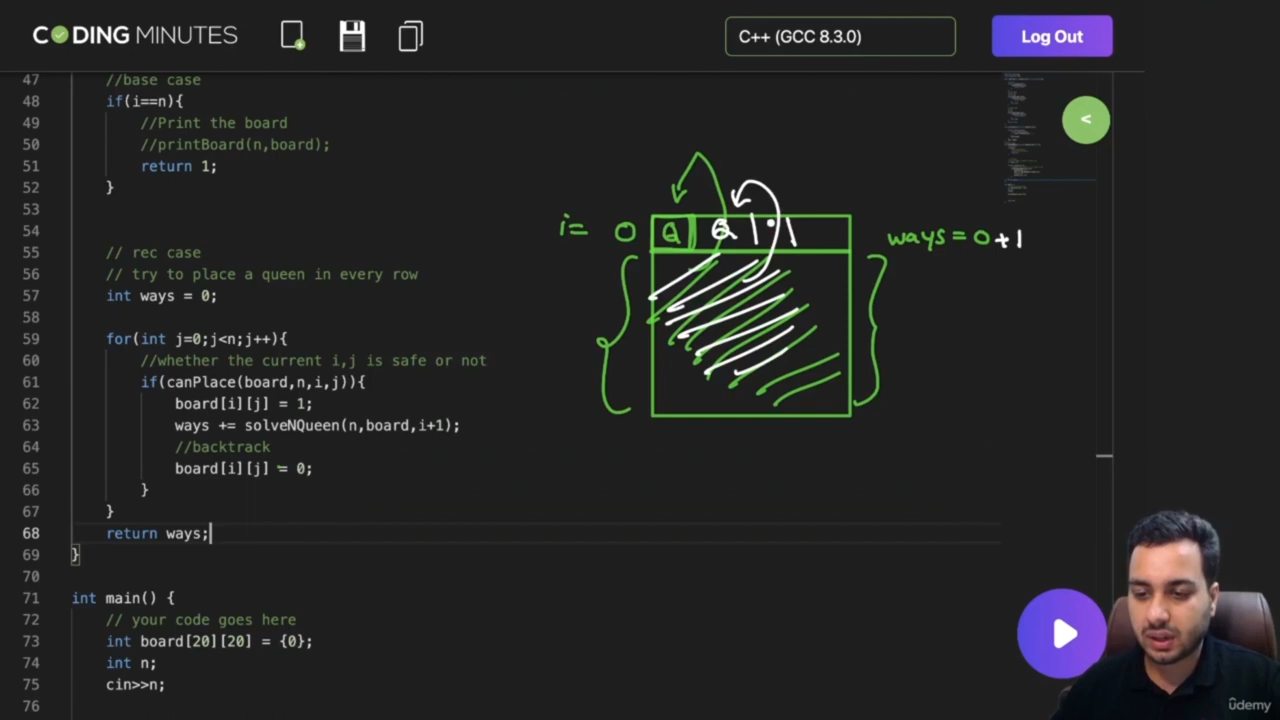 CODING MINUTES
C++ (GCC 8.3.0)
Log Out
47 //base case
48 if(i==n){
49 //Print the board
50 //printBoard(n,board);
51 return 1;
52 }
53
54
55 // rec case
56 // try to place a queen in every row
57 int ways = 0;
58
59 for(int j=0;j<n;j++){
60 //whether the current i,j is safe or not
61 if(canPlace(board,n,i,j)){
62 board[i][j] = 1;
63 ways += solveNQueen(n,board,i+1);
64 //backtrack
65 board[i][j] = 0;
66 }
67 }
68 return ways;
69 }
70
71 int main() {
72 // your code goes here
73 int board[20][20] = {0};
74 int n;
75 cin>>n;
76
<
i= 0 Q Q
ways = 0 +1
ûdemy